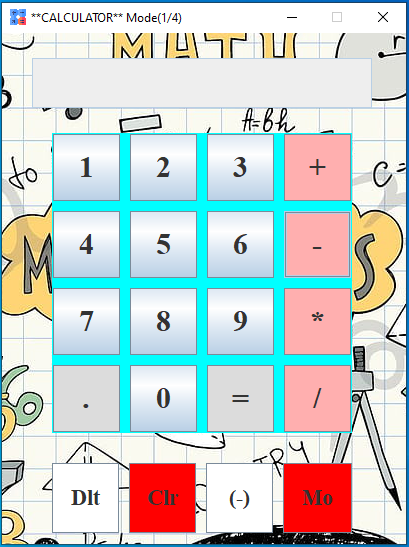 **CALCULATOR** Mode(1/4)
MATH
A=bh
1 2 3 +
4 5 6 -
7 8 9 *
. 0 = /
Dlt Clr (-) Mo